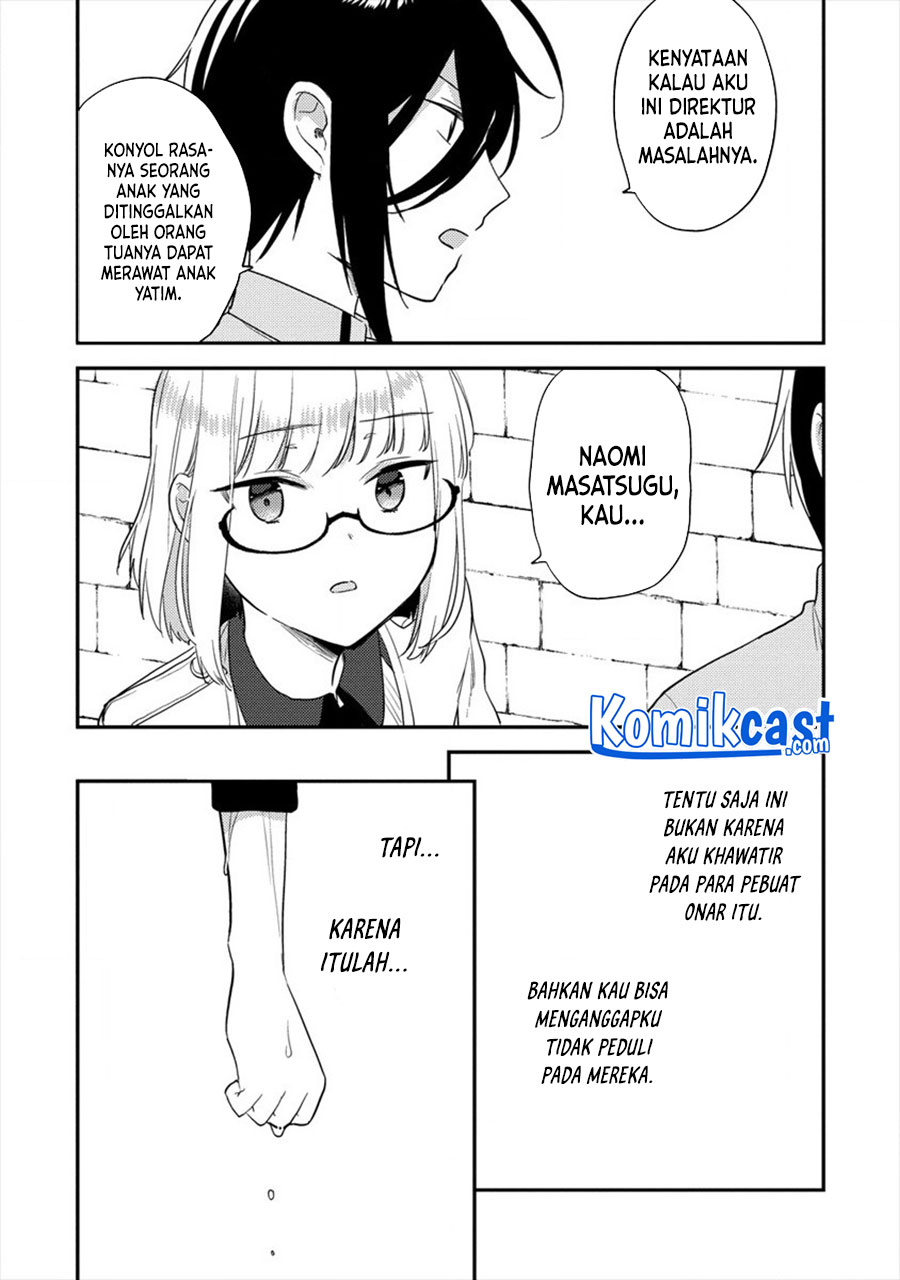 KENYATAAN
KALAU AKU
INI DIREKTUR
ADALAH
MASALAHNYA.
KONYOL RASA-
NYA SEORANG
ANAK YANG
DITINGGALKAN
OLEH ORANG
TUANYA DAPAT
MERAWAT ANAK
YATIM.
NAOMI
MASATSUGU,
KAU...
Komikcast
.com
TENTU SAJA INI
BUKAN KARENA
AKU KHAWATIR
PADA PARA PEBUAT
ONAR ITU.
BAHKAN KAU BISA
MENGANGGAPKU
TIDAK PEDULI
PADA MEREKA.
TAPI...
KARENA
ITULAH...